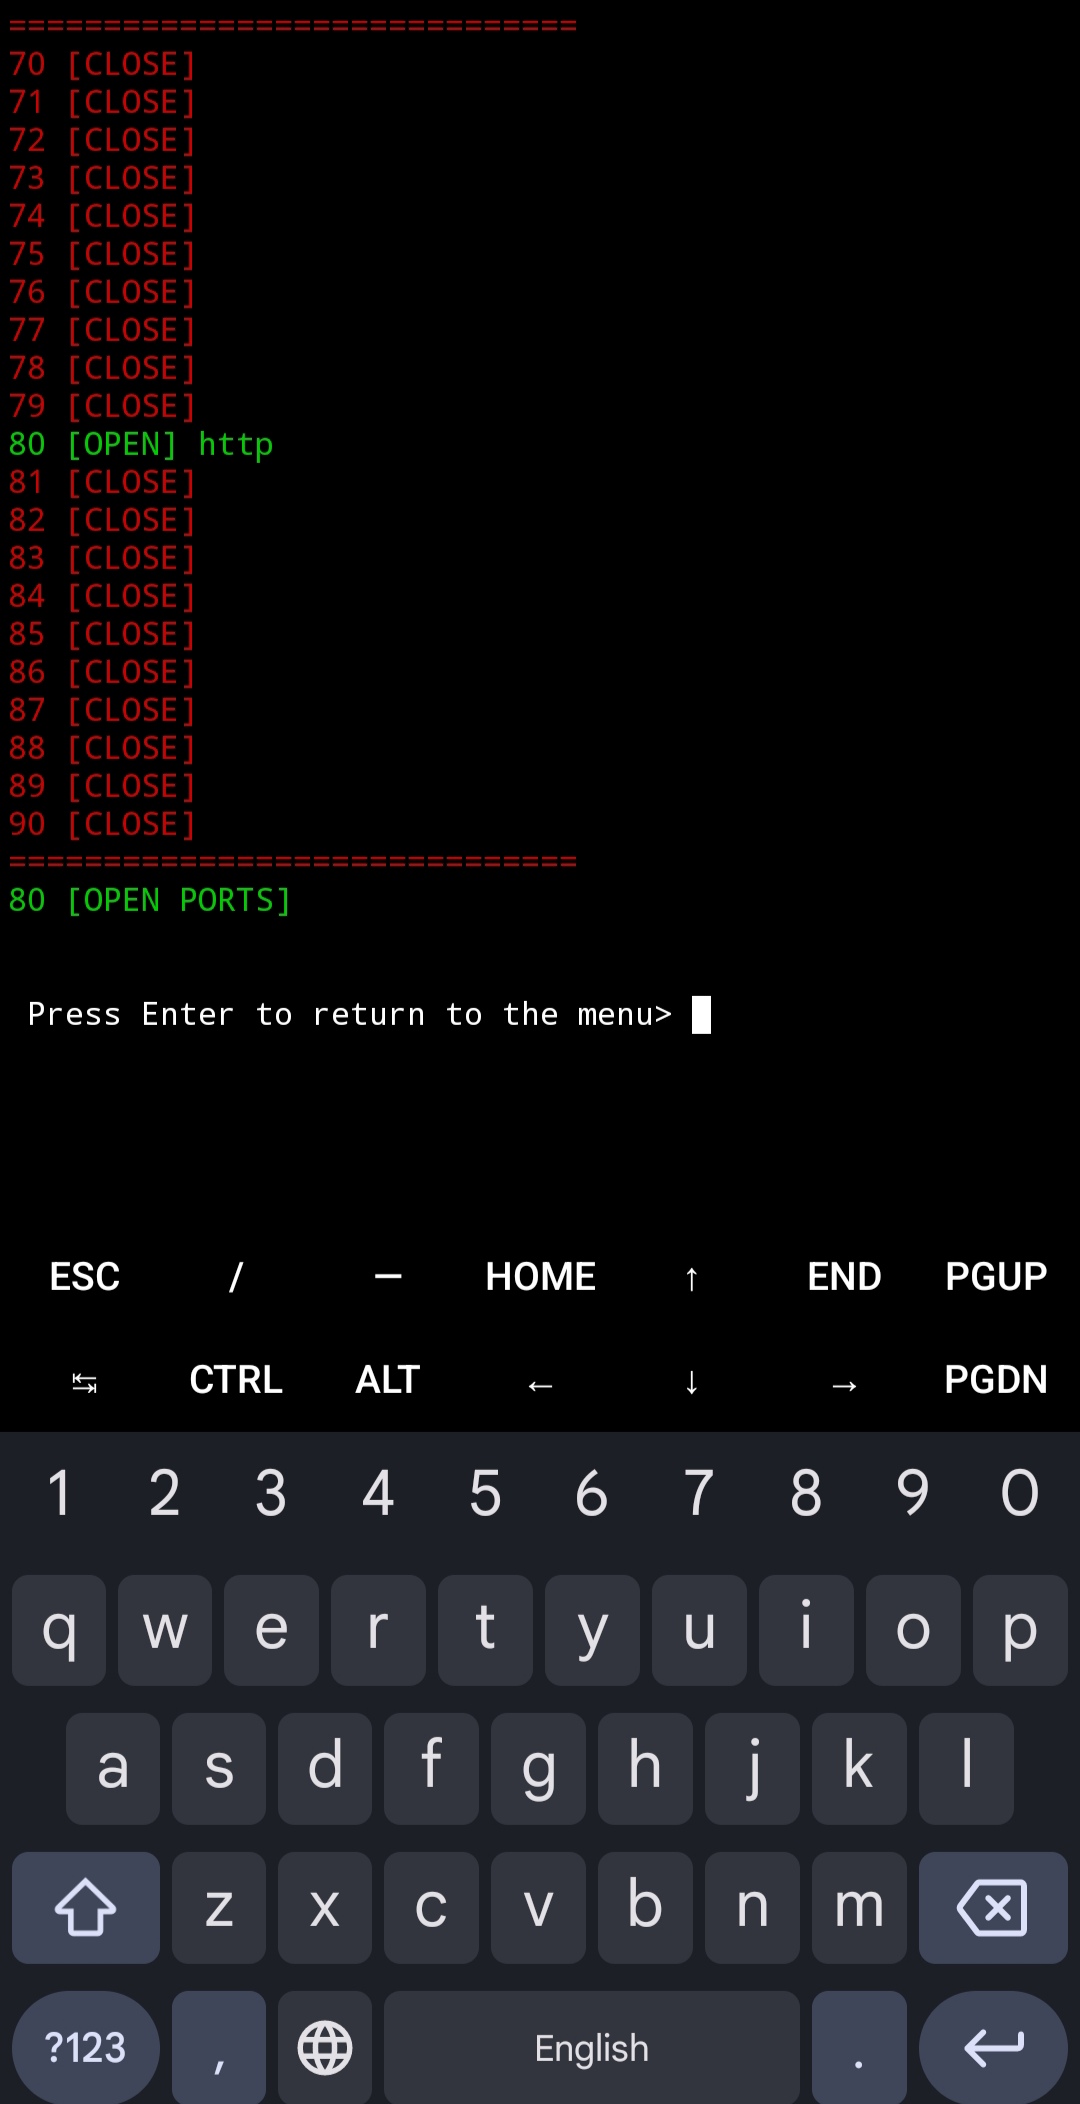 ==============================
70 [CLOSE]
71 [CLOSE]
72 [CLOSE]
73 [CLOSE]
74 [CLOSE]
75 [CLOSE]
76 [CLOSE]
77 [CLOSE]
78 [CLOSE]
79 [CLOSE]
80 [OPEN] http
81 [CLOSE]
82 [CLOSE]
83 [CLOSE]
84 [CLOSE]
85 [CLOSE]
86 [CLOSE]
87 [CLOSE]
88 [CLOSE]
89 [CLOSE]
90 [CLOSE]
==============================
80 [OPEN PORTS]
Press Enter to return to the menu>
ESC / — HOME ↑ END PGUP
↹ CTRL ALT ← ↓ → PGDN
1 2 3 4 5 6 7 8 9 0
q w e r t y u i o p
a s d f g h j k l
z x c v b n m
?123 , English .